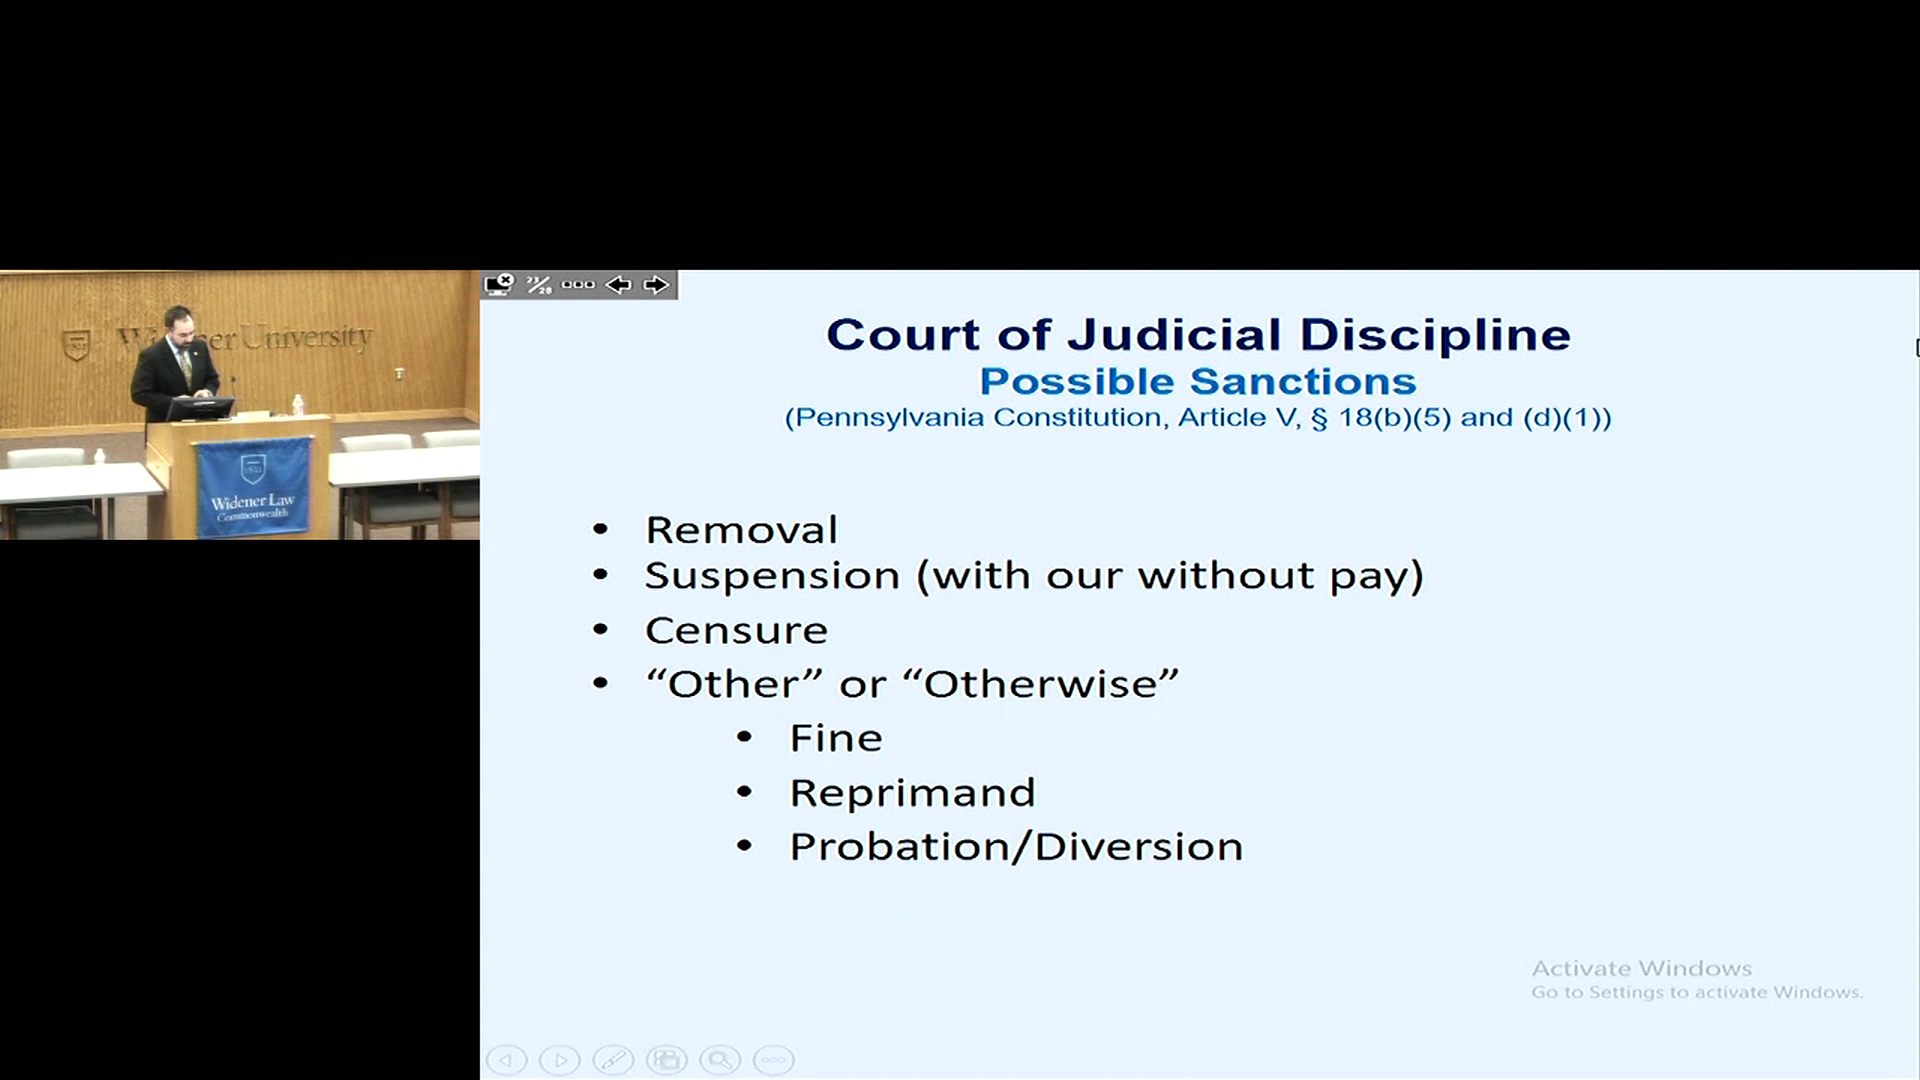 Widener University
Widener Law
Commonwealth
23/28
Court of Judicial Discipline
Possible Sanctions
(Pennsylvania Constitution, Article V, § 18(b)(5) and (d)(1))
• Removal
• Suspension (with our without pay)
• Censure
• “Other” or “Otherwise”
• Fine
• Reprimand
• Probation/Diversion
Activate Windows
Go to Settings to activate Windows.